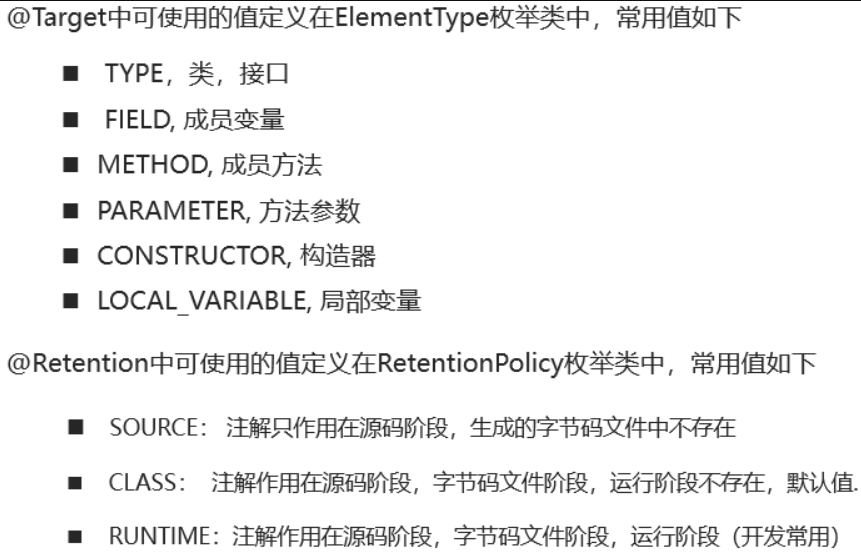 @Target中可使用的值定义在ElementType枚举类中，常用值如下
■ TYPE，类，接口
■ FIELD, 成员变量
■ METHOD, 成员方法
■ PARAMETER, 方法参数
■ CONSTRUCTOR, 构造器
■ LOCAL_VARIABLE, 局部变量
@Retention中可使用的值定义在RetentionPolicy枚举类中，常用值如下
■ SOURCE： 注解只作用在源码阶段，生成的字节码文件中不存在
■ CLASS： 注解作用在源码阶段，字节码文件阶段，运行阶段不存在，默认值.
■ RUNTIME：注解作用在源码阶段，字节码文件阶段，运行阶段（开发常用）